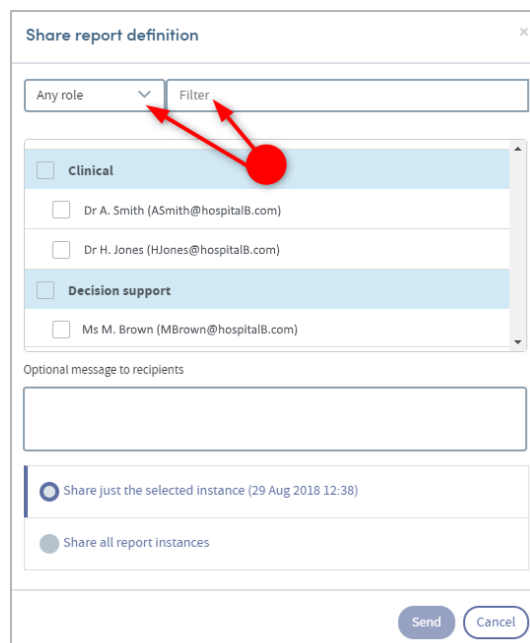 Share report definition
×
Any role
Filter
Clinical
Dr A. Smith (ASmith@hospitalB.com)
Dr H. Jones (HJones@hospitalB.com)
Decision support
Ms M. Brown (MBrown@hospitalB.com)
Optional message to recipients
Share just the selected instance (29 Aug 2018 12:38)
Share all report instances
Send
Cancel